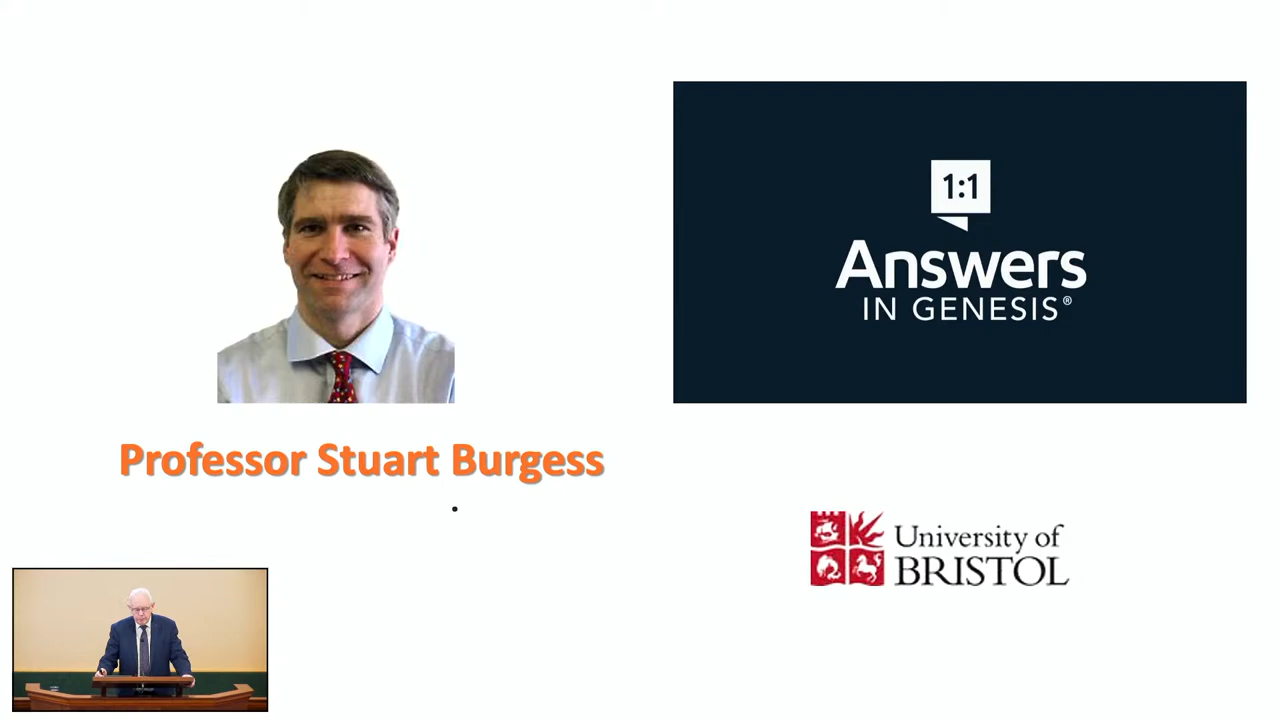 1:1
Answers
IN GENESIS®
Professor Stuart Burgess
University of
BRISTOL